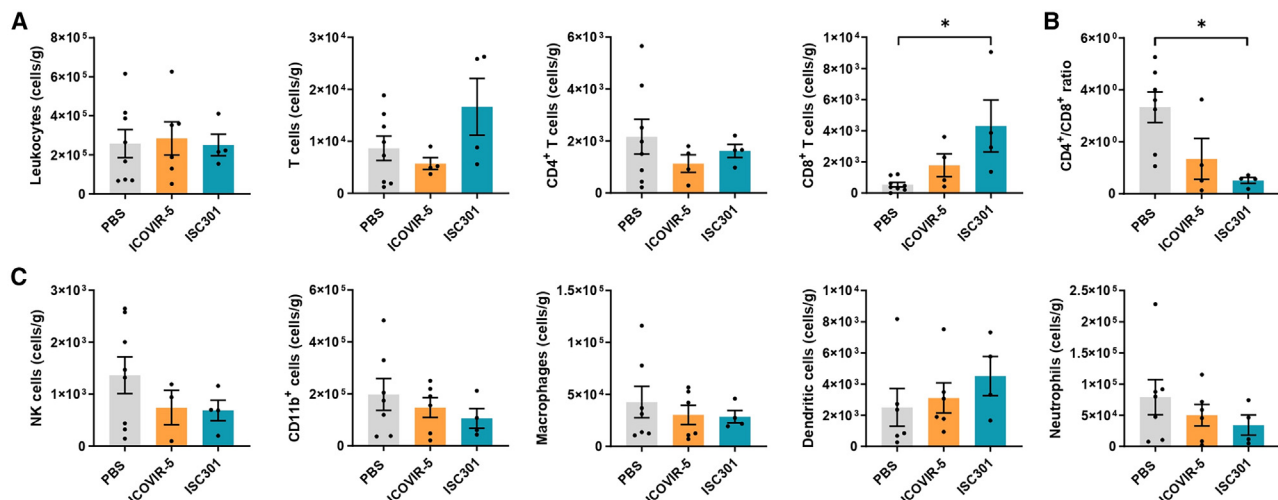 A
Leukocytes (cells/g)
8×10⁵
6×10⁵
4×10⁵
2×10⁵
0
PBS
ICOVIR-5
ISC301
T cells (cells/g)
3×10⁴
2×10⁴
1×10⁴
0
PBS
ICOVIR-5
ISC301
CD4⁺ T cells (cells/g)
6×10³
4×10³
2×10³
0
PBS
ICOVIR-5
ISC301
CD8⁺ T cells (cells/g)
1×10⁴
8×10³
6×10³
4×10³
2×10³
0
*
PBS
ICOVIR-5
ISC301
B
CD4⁺/CD8⁺ ratio
6×10⁰
4×10⁰
2×10⁰
0
*
PBS
ICOVIR-5
ISC301
C
NK cells (cells/g)
3×10³
2×10³
1×10³
0
PBS
ICOVIR-5
ISC301
CD11b⁺ cells (cells/g)
6×10⁵
4×10⁵
2×10⁵
0
PBS
ICOVIR-5
ISC301
Macrophages (cells/g)
1.5×10⁵
1×10⁵
5×10⁴
0
PBS
ICOVIR-5
ISC301
Dendritic cells (cells/g)
1×10⁴
8×10³
6×10³
4×10³
2×10³
0
PBS
ICOVIR-5
ISC301
Neutrophils (cells/g)
2.5×10⁵
2×10⁵
1.5×10⁵
1×10⁵
5×10⁴
0
PBS
ICOVIR-5
ISC301